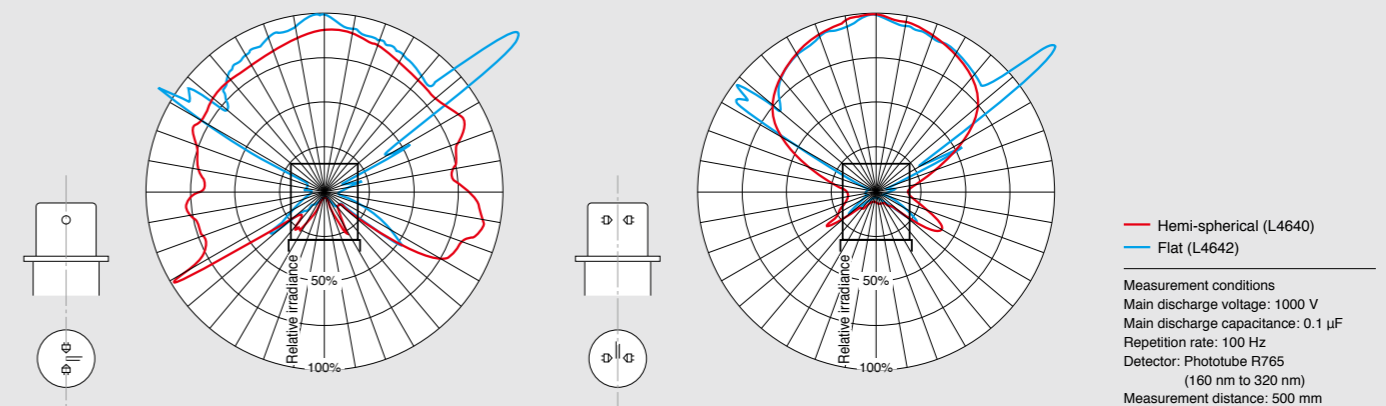 Relative irradiance
50%
100%
Relative irradiance
50%
100%
Hemi-spherical (L4640)
Flat (L4642)
Measurement conditions
Main discharge voltage: 1000 V
Main discharge capacitance: 0.1 μF
Repetition rate: 100 Hz
Detector: Phototube R765
(160 nm to 320 nm)
Measurement distance: 500 mm